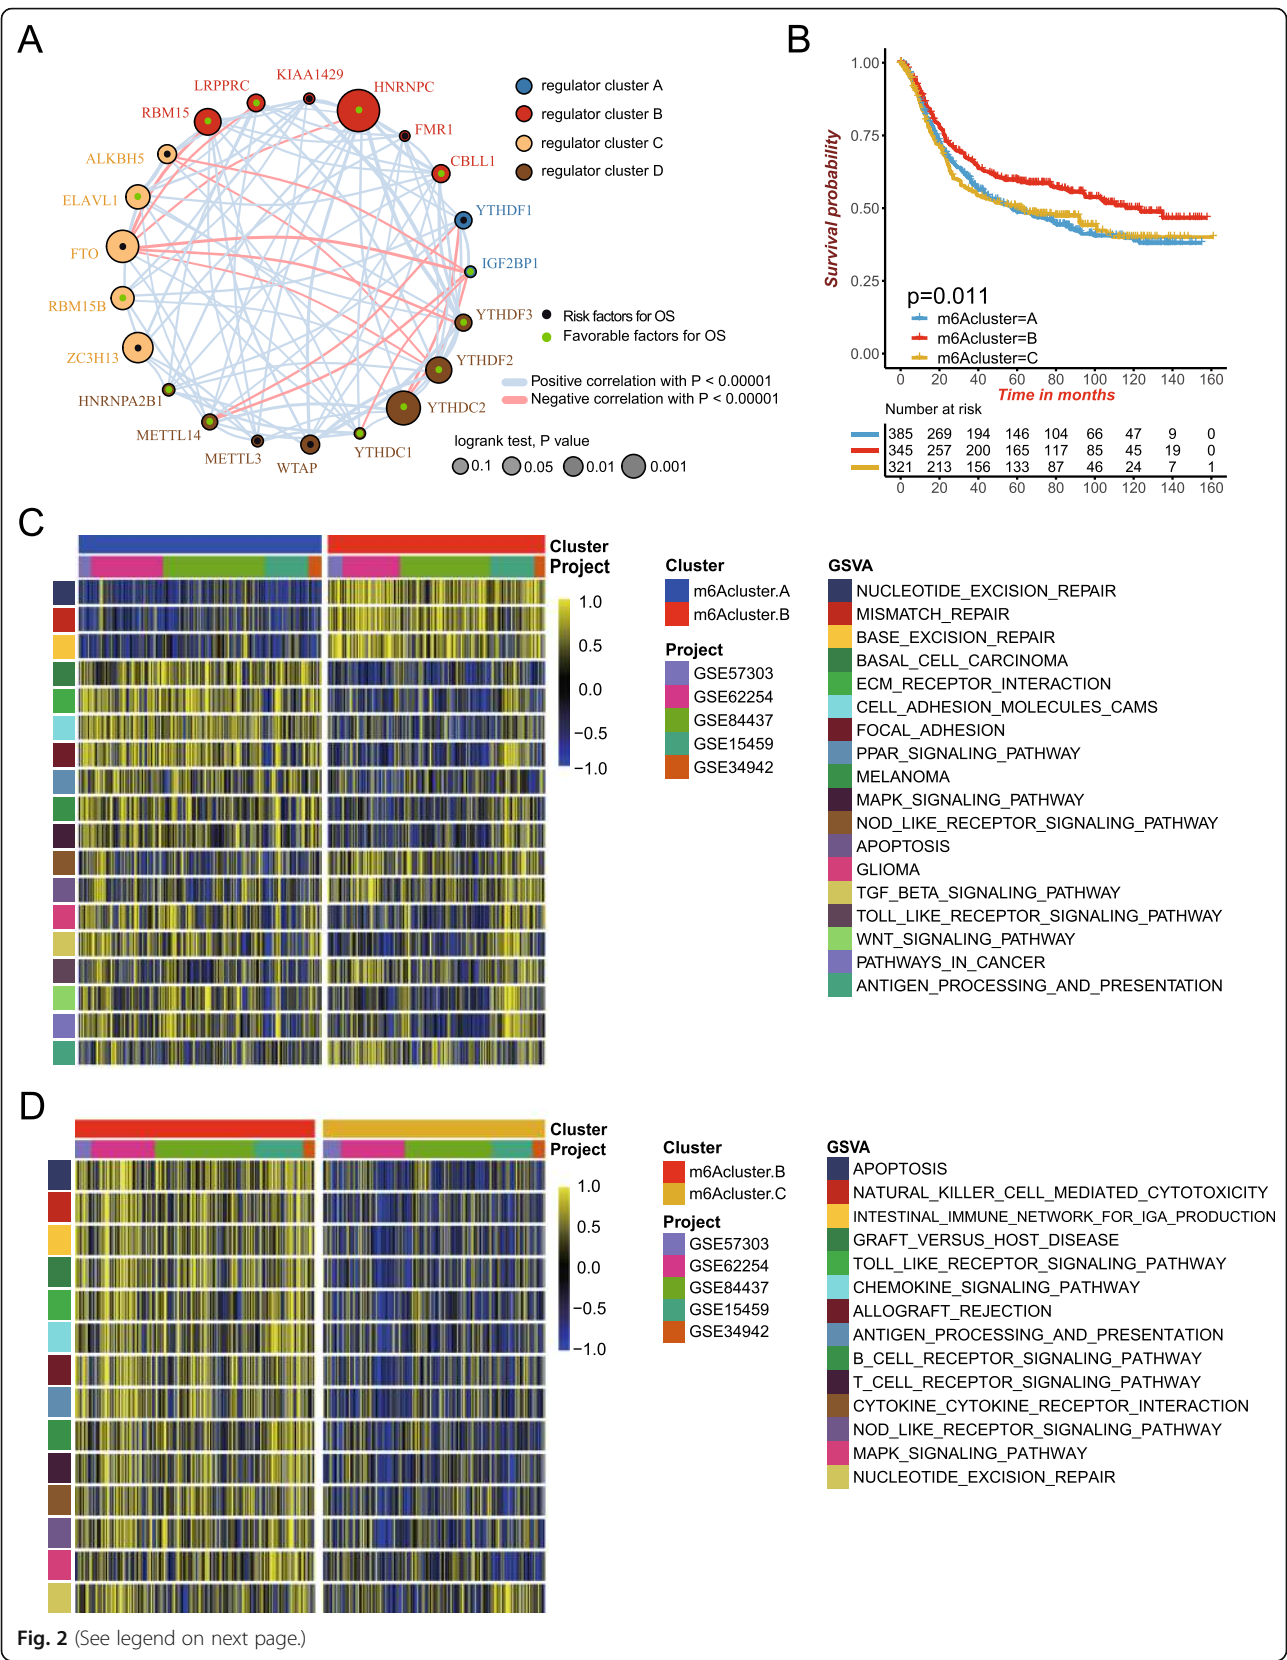 A
KIAA1429
LRPPRC
HNRNPC
RBM15
FMR1
ALKBH5
CBLL1
ELAVL1
YTHDF1
FTO
IGF2BP1
RBM15B
YTHDF3
ZC3H13
YTHDF2
HNRNPA2B1
YTHDC2
METTL14
YTHDC1
METTL3
WTAP
regulator cluster A
regulator cluster B
regulator cluster C
regulator cluster D
Risk factors for OS
Favorable factors for OS
Positive correlation with P < 0.00001
Negative correlation with P < 0.00001
logrank test, P value
0.1 0.05 0.01 0.001
B
Survival probability
1.00
0.75
0.50
0.25
0.00
p=0.011
m6Acluster=A
m6Acluster=B
m6Acluster=C
0 20 40 60 80 100 120 140 160
Time in months
Number at risk
385 269 194 146 104 66 47 9 0
345 257 200 165 117 85 45 19 0
321 213 156 133 87 46 24 7 1
0 20 40 60 80 100 120 140 160
C
Cluster
Project
1.0
0.5
0.0
−0.5
−1.0
Cluster
m6Acluster.A
m6Acluster.B
Project
GSE57303
GSE62254
GSE84437
GSE15459
GSE34942
GSVA
NUCLEOTIDE_EXCISION_REPAIR
MISMATCH_REPAIR
BASE_EXCISION_REPAIR
BASAL_CELL_CARCINOMA
ECM_RECEPTOR_INTERACTION
CELL_ADHESION_MOLECULES_CAMS
FOCAL_ADHESION
PPAR_SIGNALING_PATHWAY
MELANOMA
MAPK_SIGNALING_PATHWAY
NOD_LIKE_RECEPTOR_SIGNALING_PATHWAY
APOPTOSIS
GLIOMA
TGF_BETA_SIGNALING_PATHWAY
TOLL_LIKE_RECEPTOR_SIGNALING_PATHWAY
WNT_SIGNALING_PATHWAY
PATHWAYS_IN_CANCER
ANTIGEN_PROCESSING_AND_PRESENTATION
D
Cluster
Project
1.0
0.5
0.0
−0.5
−1.0
Cluster
m6Acluster.B
m6Acluster.C
Project
GSE57303
GSE62254
GSE84437
GSE15459
GSE34942
GSVA
APOPTOSIS
NATURAL_KILLER_CELL_MEDIATED_CYTOTOXICITY
INTESTINAL_IMMUNE_NETWORK_FOR_IGA_PRODUCTION
GRAFT_VERSUS_HOST_DISEASE
TOLL_LIKE_RECEPTOR_SIGNALING_PATHWAY
CHEMOKINE_SIGNALING_PATHWAY
ALLOGRAFT_REJECTION
ANTIGEN_PROCESSING_AND_PRESENTATION
B_CELL_RECEPTOR_SIGNALING_PATHWAY
T_CELL_RECEPTOR_SIGNALING_PATHWAY
CYTOKINE_CYTOKINE_RECEPTOR_INTERACTION
NOD_LIKE_RECEPTOR_SIGNALING_PATHWAY
MAPK_SIGNALING_PATHWAY
NUCLEOTIDE_EXCISION_REPAIR
Fig. 2 (See legend on next page.)